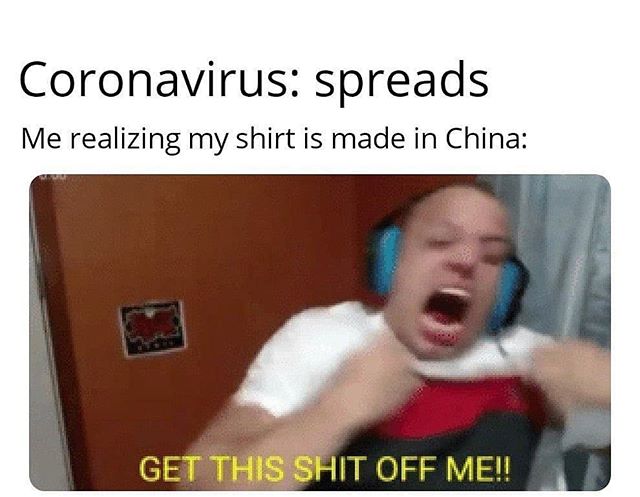 Coronavirus: spreads
Me realizing my shirt is made in China:
GET THIS SHIT OFF ME!!